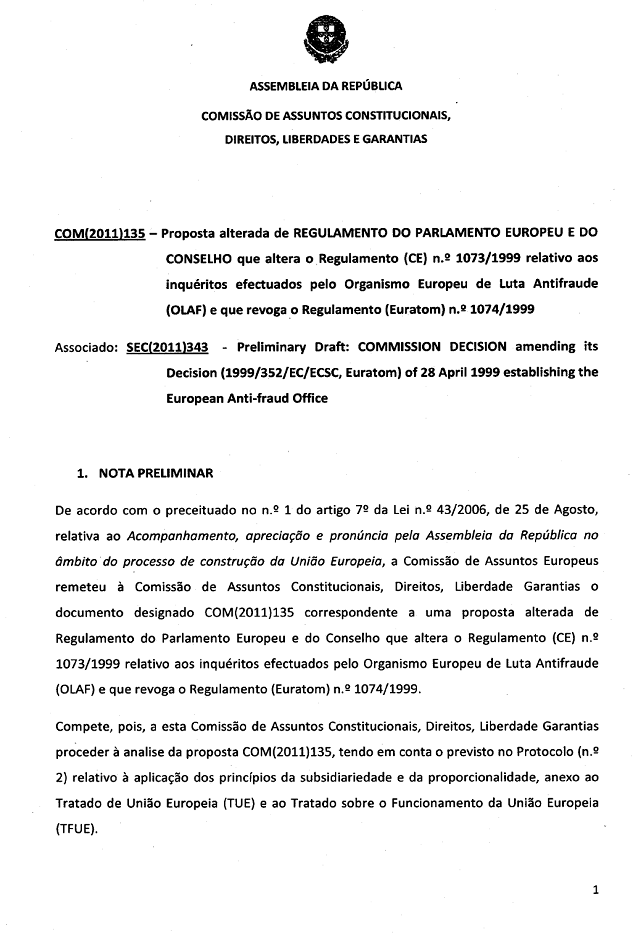 ASSEMBLEIA DA REPÚBLICA
COMISSÃO DE ASSUNTOS CONSTITUCIONAIS,
DIREITOS, LIBERDADES E GARANTIAS
COM(2011)135 – Proposta alterada de REGULAMENTO DO PARLAMENTO EUROPEU E DO
CONSELHO que altera o Regulamento (CE) n.º 1073/1999 relativo aos
inquéritos efectuados pelo Organismo Europeu de Luta Antifraude
(OLAF) e que revoga o Regulamento (Euratom) n.º 1074/1999
Associado: SEC(2011)343 - Preliminary Draft: COMMISSION DECISION amending its
Decision (1999/352/EC/ECSC, Euratom) of 28 April 1999 establishing the
European Anti-fraud Office
1. NOTA PRELIMINAR
De acordo com o preceituado no n.º 1 do artigo 7º da Lei n.º 43/2006, de 25 de Agosto,
relativa ao Acompanhamento, apreciação e pronúncia pela Assembleia da República no
âmbito do processo de construção da União Europeia, a Comissão de Assuntos Europeus
remeteu à Comissão de Assuntos Constitucionais, Direitos, Liberdade Garantias o
documento designado COM(2011)135 correspondente a uma proposta alterada de
Regulamento do Parlamento Europeu e do Conselho que altera o Regulamento (CE) n.º
1073/1999 relativo aos inquéritos efectuados pelo Organismo Europeu de Luta Antifraude
(OLAF) e que revoga o Regulamento (Euratom) n.º 1074/1999.
Compete, pois, a esta Comissão de Assuntos Constitucionais, Direitos, Liberdade Garantias
proceder à analise da proposta COM(2011)135, tendo em conta o previsto no Protocolo (n.º
2) relativo à aplicação dos princípios da subsidiariedade e da proporcionalidade, anexo ao
Tratado de União Europeia (TUE) e ao Tratado sobre o Funcionamento da União Europeia
(TFUE).
1